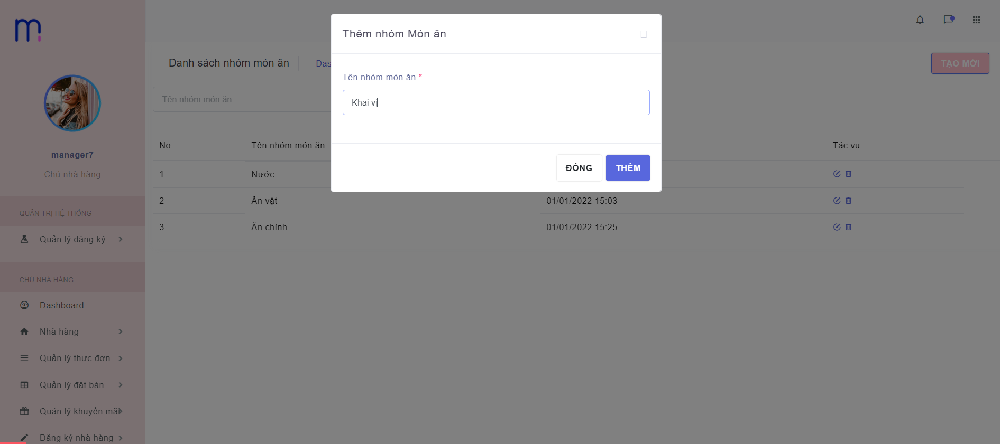 m
manager7
Chủ nhà hàng
QUẢN TRỊ HỆ THỐNG
Quản lý đăng ký
CHỦ NHÀ HÀNG
Dashboard
Nhà hàng
Quản lý thực đơn
Quản lý đặt bàn
Quản lý khuyến mã
Đăng ký nhà hàng
Danh sách nhóm món ăn
Das
TẠO MỚI
Tên nhóm món ăn
No. Tên nhóm món ăn Tác vụ
1 Nước
2 Ăn vặt 01/01/2022 15:03
3 Ăn chính 01/01/2022 15:25
Thêm nhóm Món ăn
Tên nhóm món ăn *
Khai vị
ĐÓNG THÊM